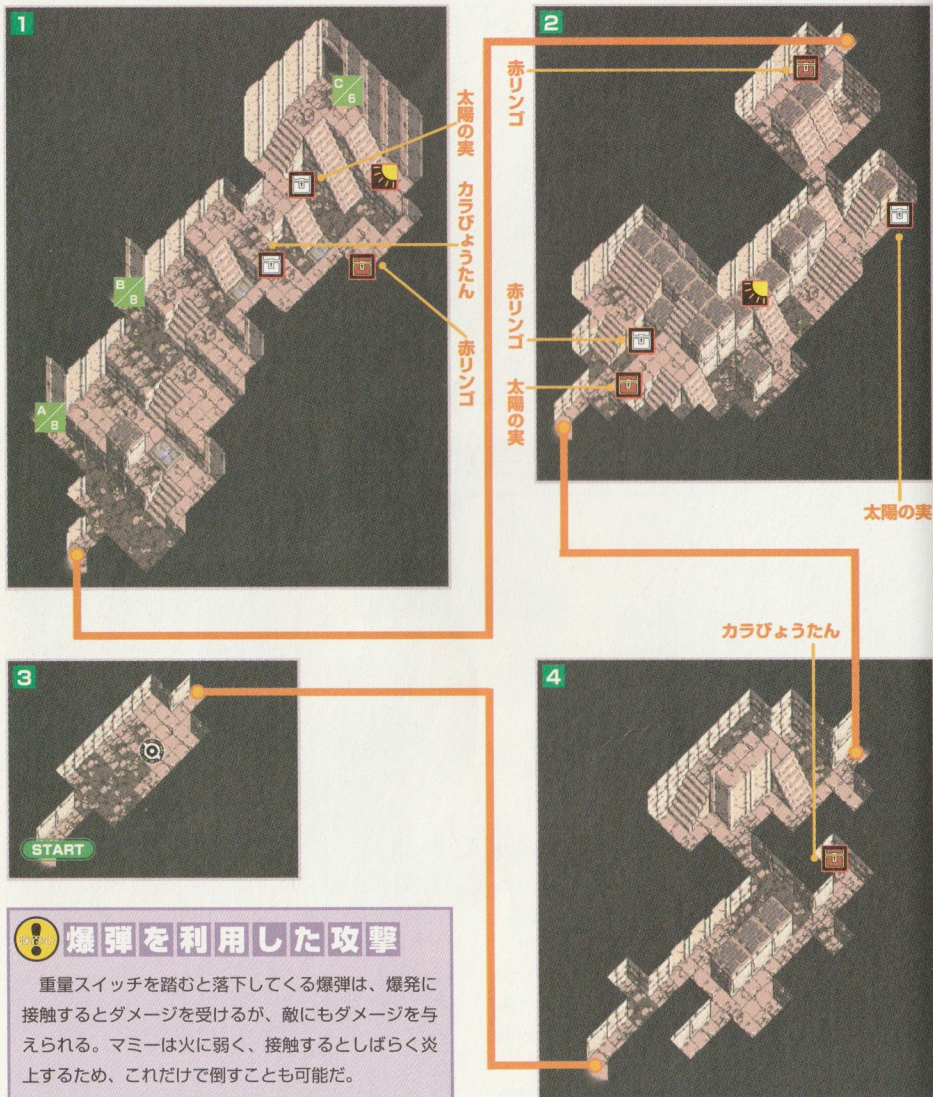 1
C/6
太陽の実
カラびょうたん
赤リンゴ
B/8
A/8
2
赤リンゴ
赤リンゴ
太陽の実
太陽の実
3
START
カラびょうたん
4
爆弾を利用した攻撃
重量スイッチを踏むと落下してくる爆弾は、爆発に
接触するとダメージを受けるが、敵にもダメージを与
えられる。マミーは火に弱く、接触するとしばらく炎
上するため、これだけで倒すことも可能だ。